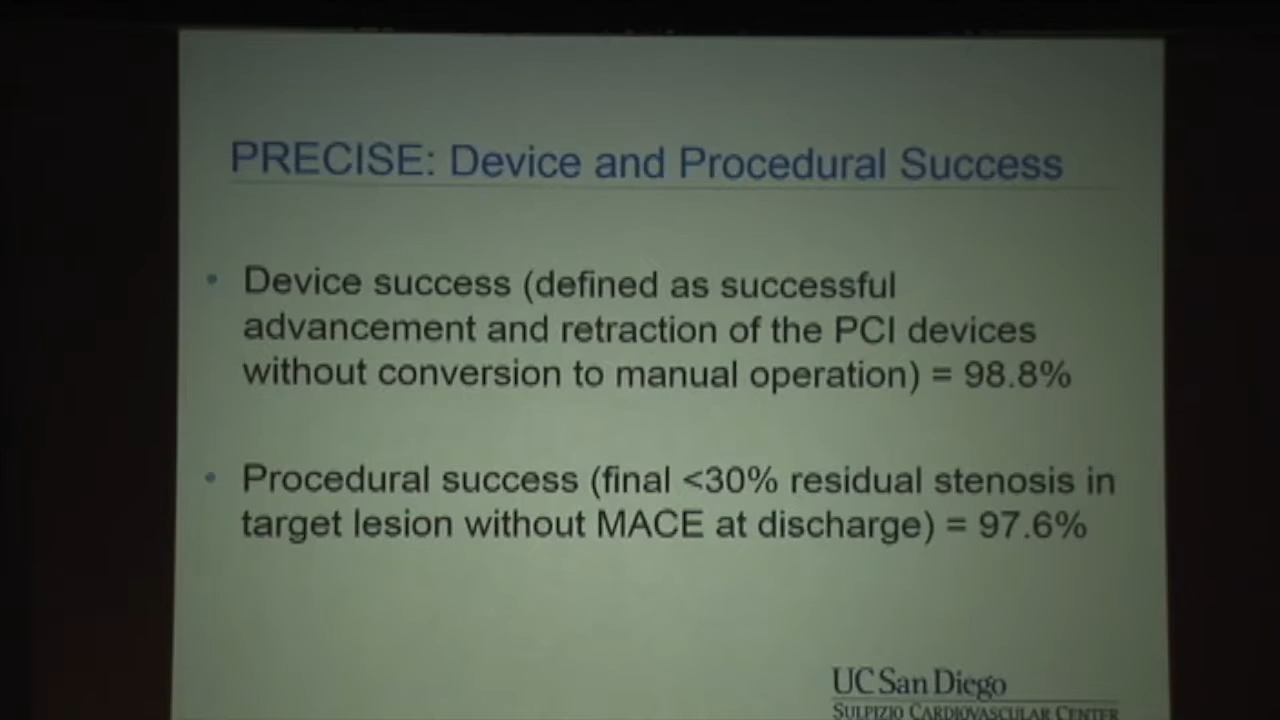 PRECISE: Device and Procedural Success
• Device success (defined as successful
advancement and retraction of the PCI devices
without conversion to manual operation) = 98.8%
• Procedural success (final <30% residual stenosis in
target lesion without MACE at discharge) = 97.6%
UC San Diego
SULPIZIO CARDIOVASCULAR CENTER